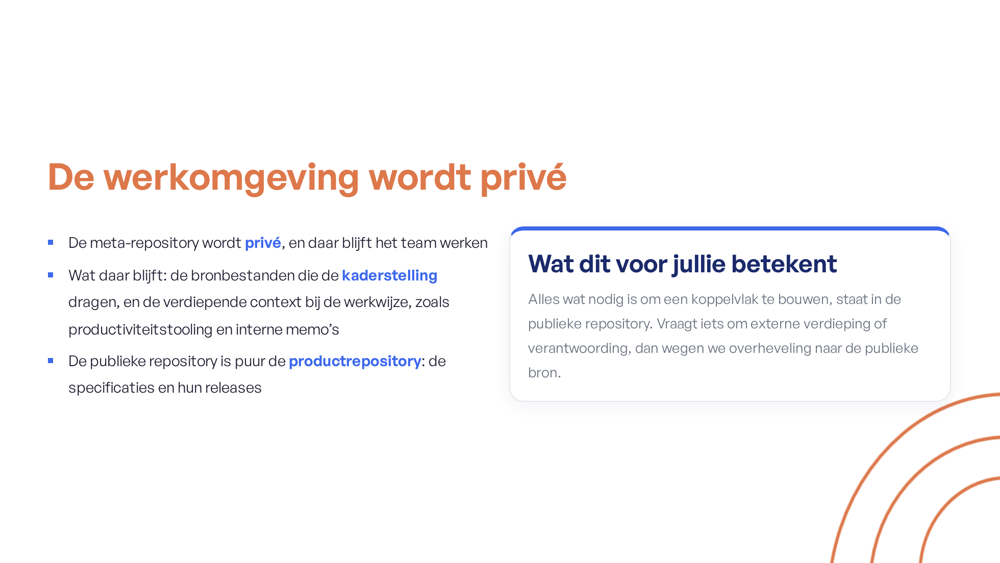 De werkomgeving wordt privé
De meta-repository wordt privé, en daar blijft het team werken
Wat daar blijft: de bronbestanden die de kaderstelling
dragen, en de verdiepende context bij de werkwijze, zoals
productiviteitstooling en interne memo’s
De publieke repository is puur de productrepository: de
specificaties en hun releases
Wat dit voor jullie betekent
Alles wat nodig is om een koppelvlak te bouwen, staat in de
publieke repository. Vraagt iets om externe verdieping of
verantwoording, dan wegen we overheveling naar de publieke
bron.